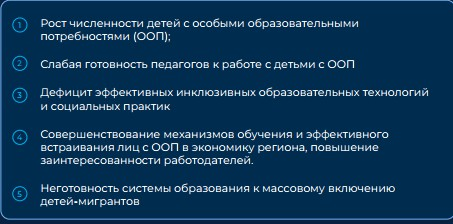 1 Рост численности детей с особыми образовательными
потребностями (ООП);
2 Слабая готовность педагогов к работе с детьми с ООП
3 Дефицит эффективных инклюзивных образовательных технологий
и социальных практик
4 Совершенствование механизмов обучения и эффективного
встраивания лиц с ООП в экономику региона, повышение
заинтересованности работодателей.
5 Неготовность системы образования к массовому включению
детей-мигрантов